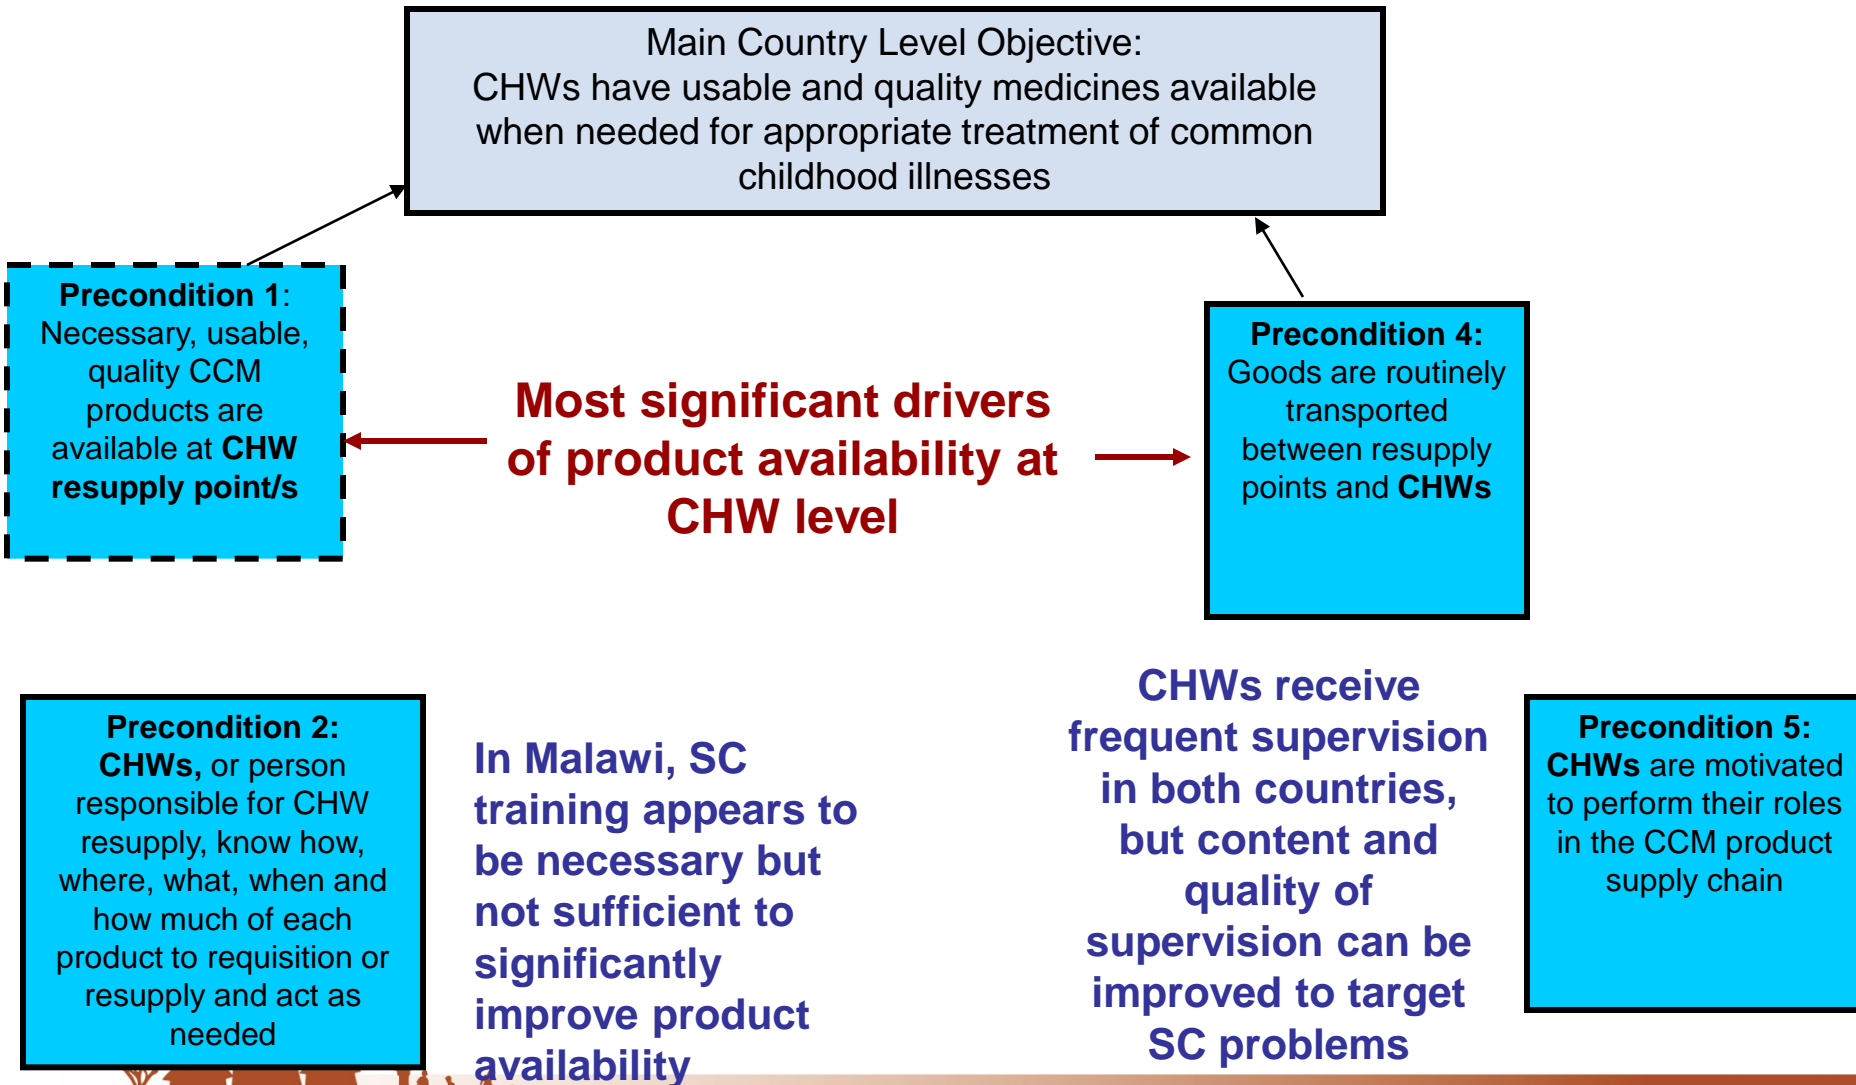 Main Country Level Objective:
CHWs have usable and quality medicines available
when needed for appropriate treatment of common
childhood illnesses
Precondition 1:
Necessary, usable,
quality CCM
products are
available at CHW
resupply point/s
Most significant drivers
of product availability at
CHW level
Precondition 4:
Goods are routinely
transported
between resupply
points and CHWs
Precondition 2:
CHWs, or person
responsible for CHW
resupply, know how,
where, what, when and
how much of each
product to requisition or
resupply and act as
needed
In Malawi, SC
training appears to
be necessary but
not sufficient to
significantly
improve product
availability
CHWs receive
frequent supervision
in both countries,
but content and
quality of
supervision can be
improved to target
SC problems
Precondition 5:
CHWs are motivated
to perform their roles
in the CCM product
supply chain